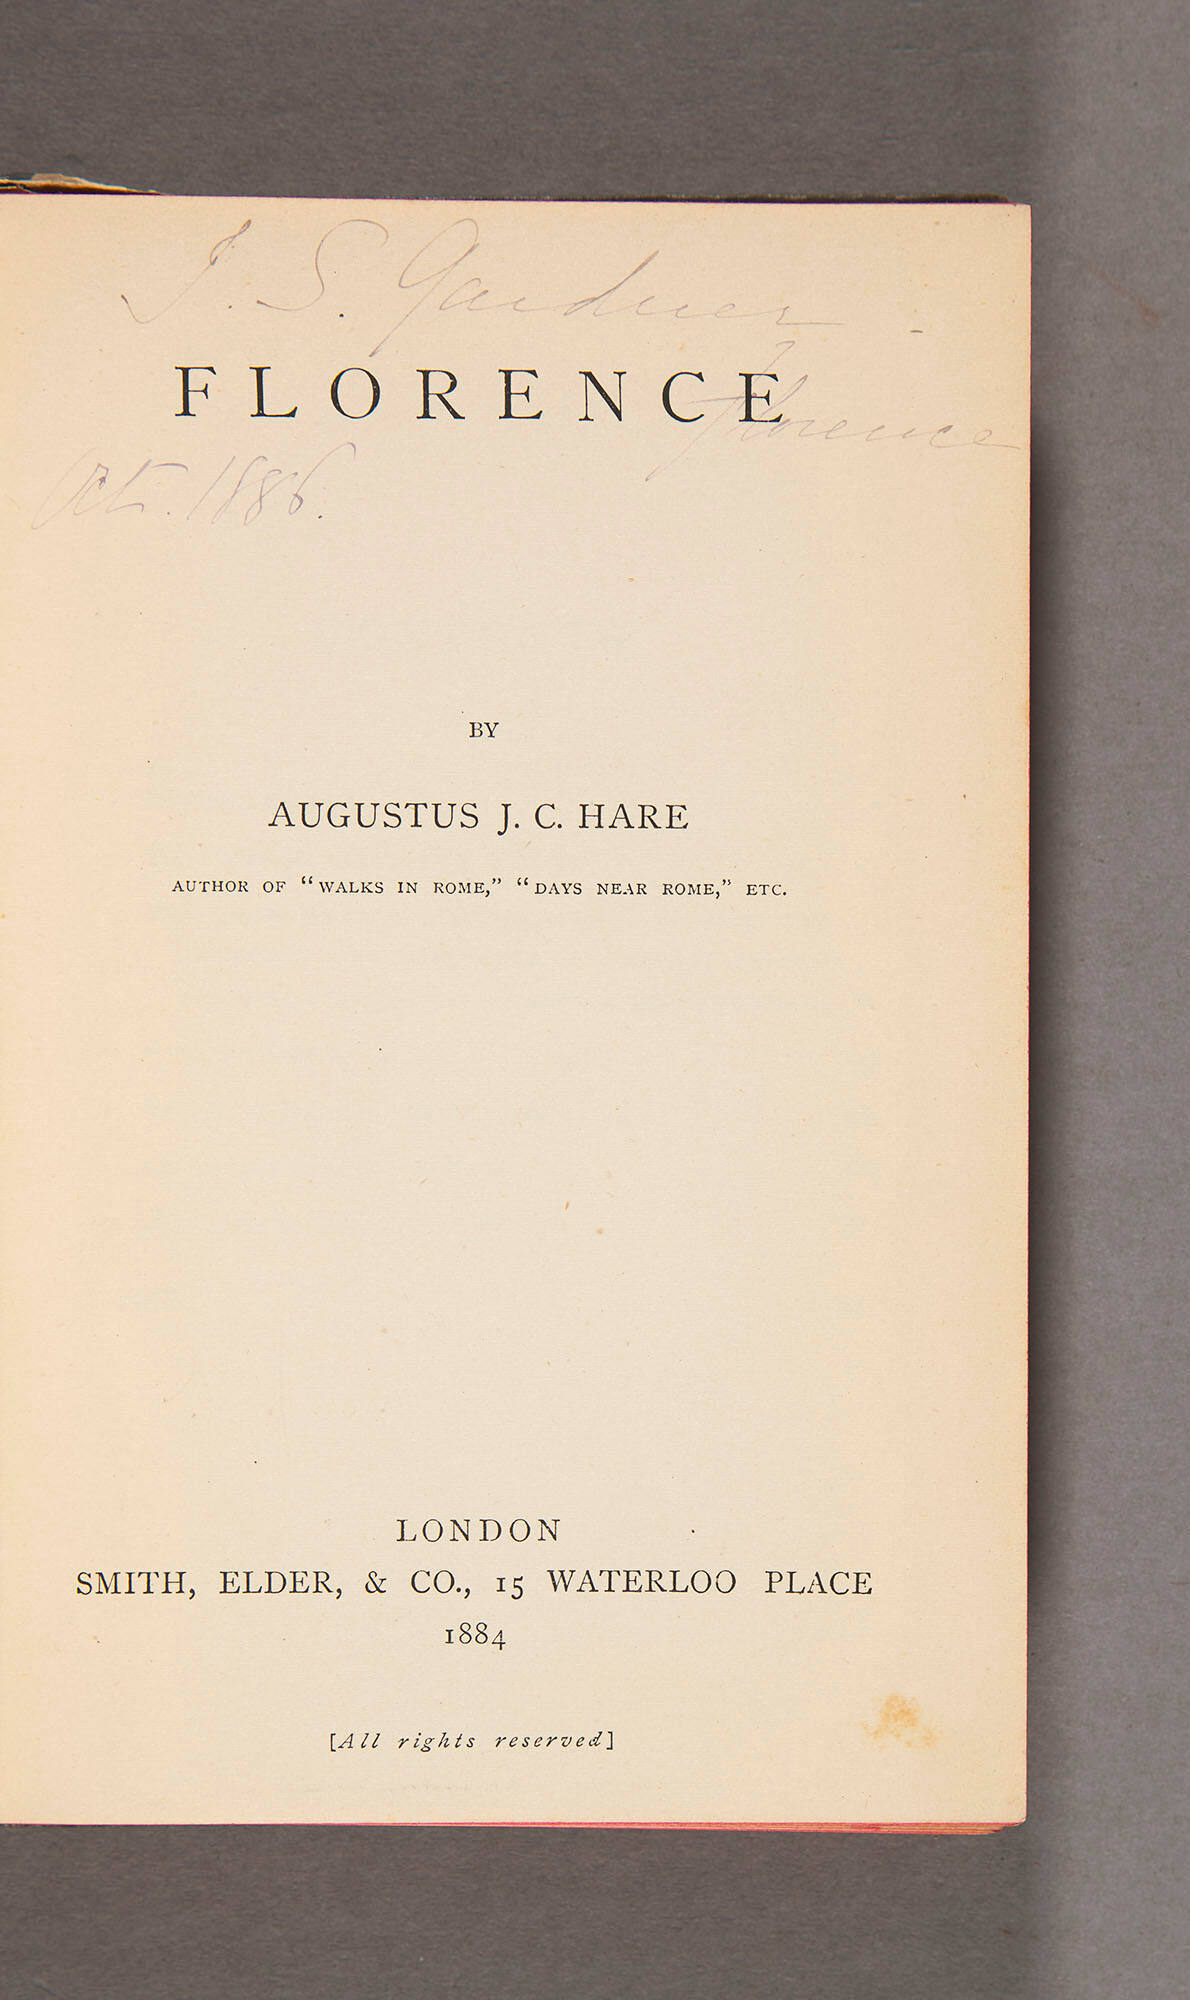 I. S. Gardner
FLORENCE
Florence
Oct. 1886.
BY
AUGUSTUS J. C. HARE
AUTHOR OF “WALKS IN ROME,” “DAYS NEAR ROME,” ETC.
LONDON
SMITH, ELDER, & CO., 15 WATERLOO PLACE
1884
[All rights reserved]